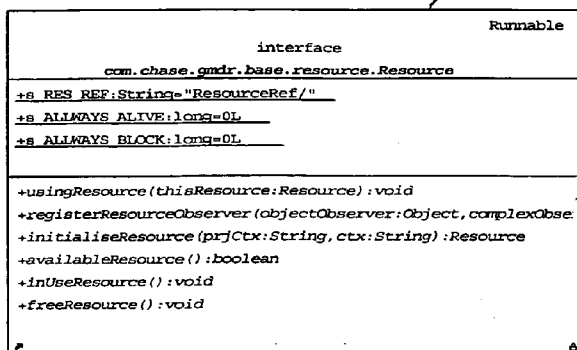 Runnable
interface
com.chase.gmdr.base.resource.Resource
+s RES REF:String="ResourceRef/"
+s ALLWAYS ALIVE:long=0L
+s ALLWAYS BLOCK:long=0L
+usingResource(thisResource:Resource):void
+registerResourceObserver(objectObserver:Object,complexObse
+initialiseResource(prjCtx:String,ctx:String):Resource
+availableResource():boolean
+inUseResource():void
+freeResource():void